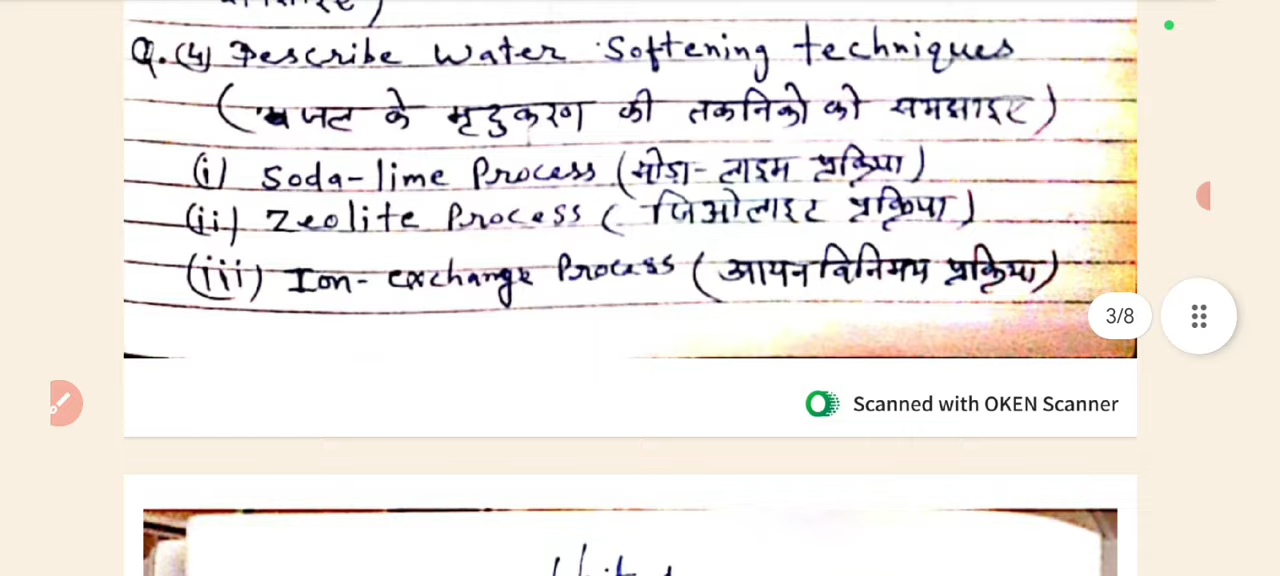 Q.(4) Describe Water Softening techniques
( जल के मृदुकरण की तकनिको को समझाइए )
(i) Soda-lime Process (सोडा- लाइम प्रक्रिया)
(ii) Zeolite Process ( जिओलाइट प्रक्रिया)
(iii) Ion- exchange Process ( आयन विनिमय प्रक्रिया)
3/8
Scanned with OKEN Scanner